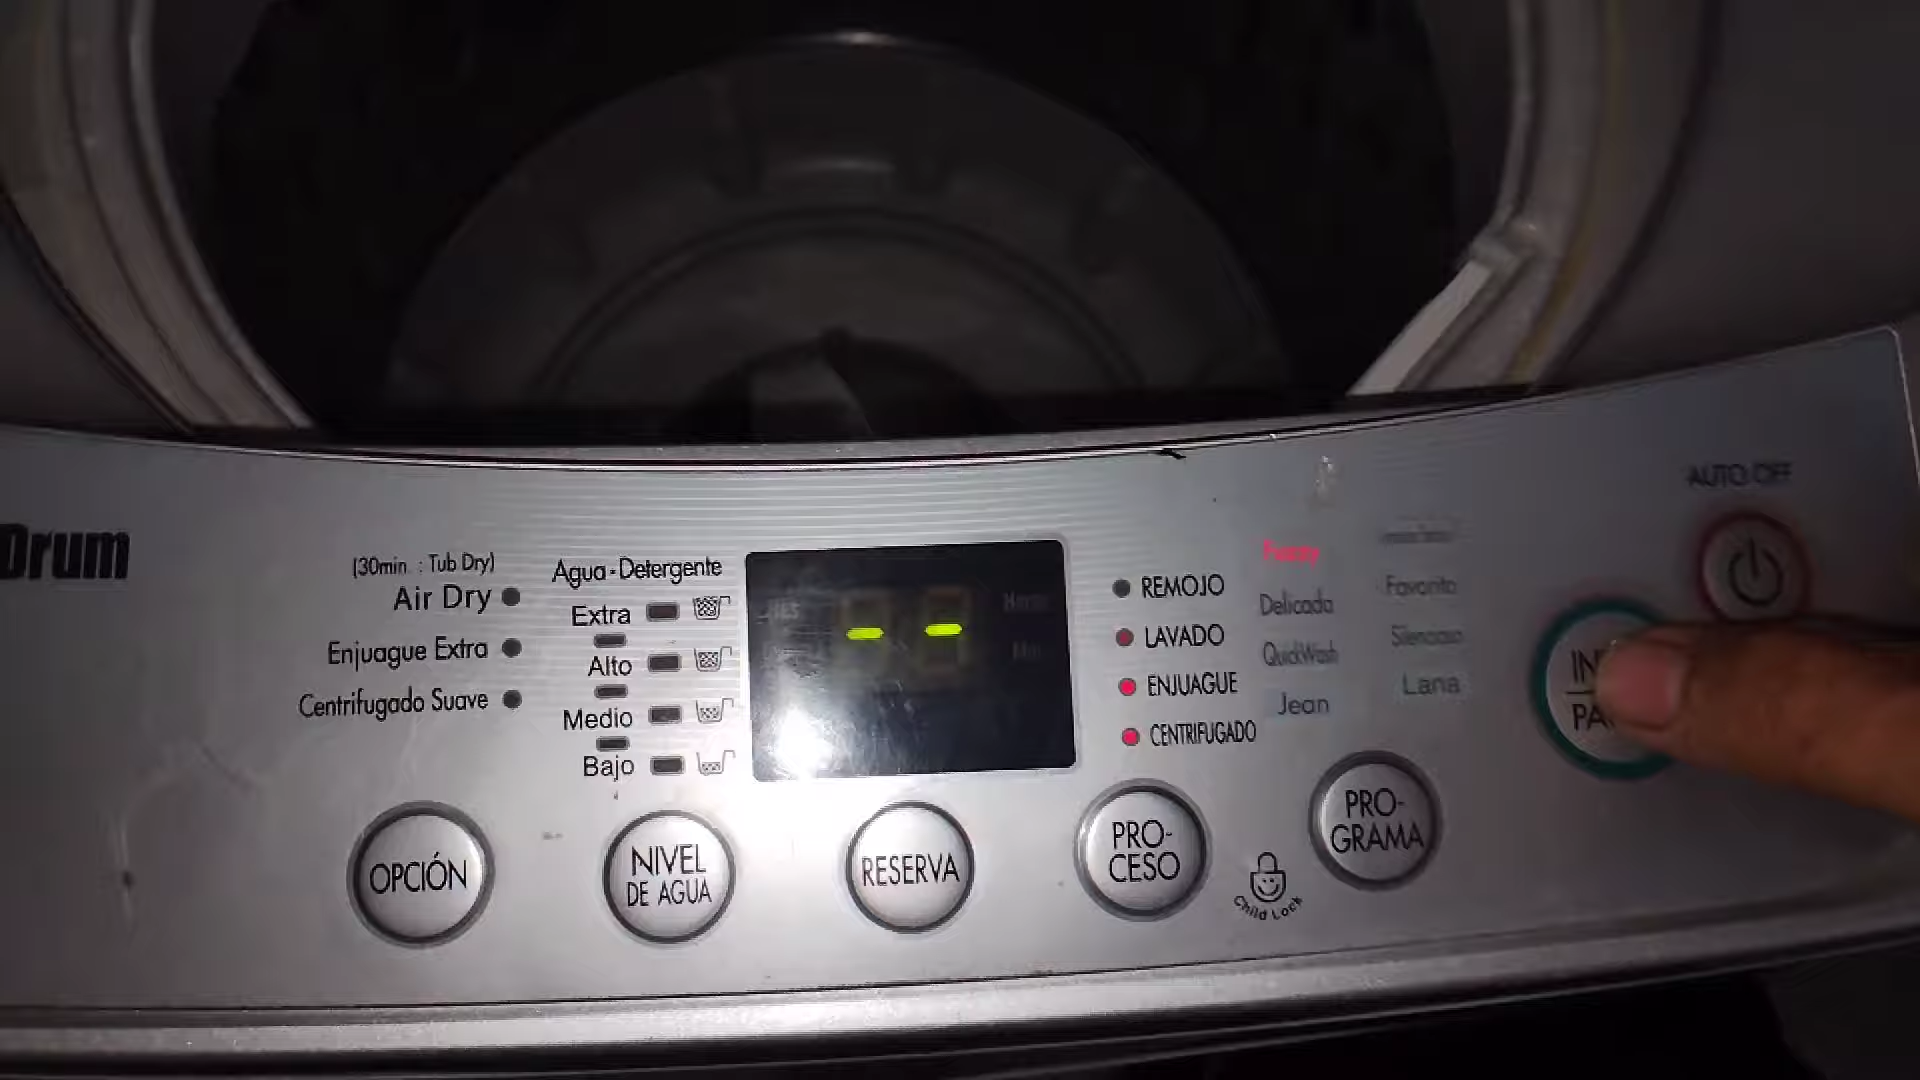 Drum
(30min. : Tub Dry)
Air Dry
Enjuague Extra
Centrifugado Suave
Agua-Detergente
Extra
Alto
Medio
Bajo
- -
REMOJO
LAVADO
ENJUAGUE
CENTRIFUGADO
Fuzzy
Delicada
QuickWash
Jean
Favorito
Silencioso
Lana
AUTO OFF
OPCIÓN
NIVEL
DE AGUA
RESERVA
PRO-
CESO
Child Lock
PRO-
GRAMA